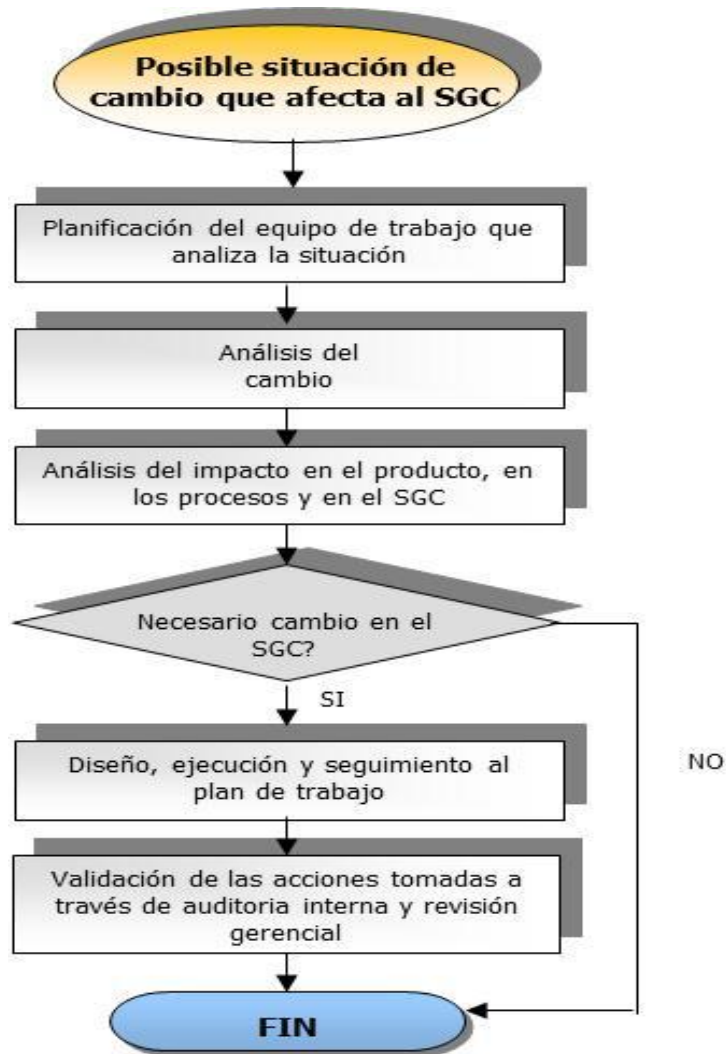 Posible situación de
cambio que afecta al SGC
Planificación del equipo de trabajo que
analiza la situación
Análisis del
cambio
Análisis del impacto en el producto, en
los procesos y en el SGC
Necesario cambio en el
SGC?
SI
NO
Diseño, ejecución y seguimiento al
plan de trabajo
Validación de las acciones tomadas a
través de auditoria interna y revisión
gerencial
FIN